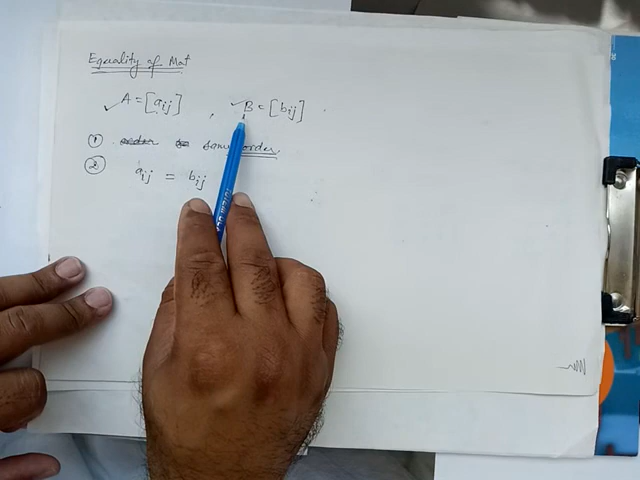 Equality of Mat
✓ A = [aij] , ✓ B = [bij]
① order same order
② aij = bij